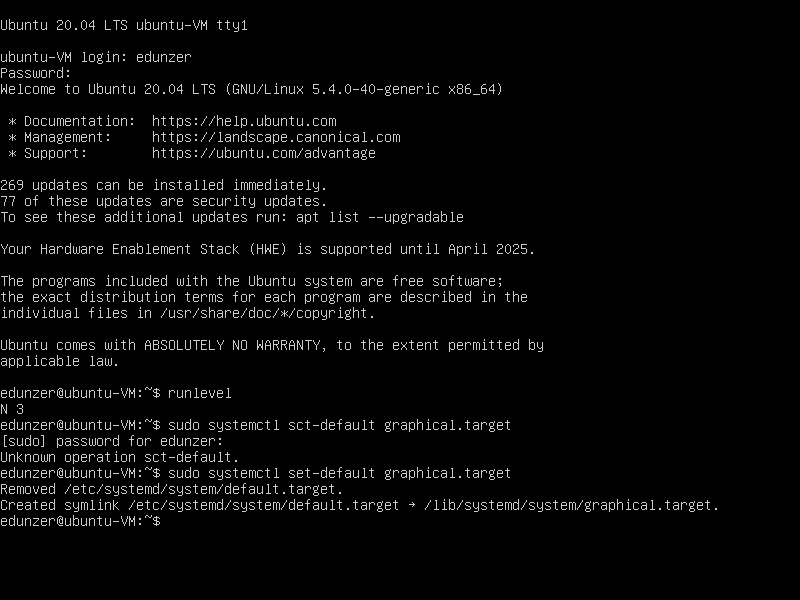 Ubuntu 20.04 LTS ubuntu-VM tty1
ubuntu-VM login: edunzer
Password:
Welcome to Ubuntu 20.04 LTS (GNU/Linux 5.4.0-40-generic x86_64)
* Documentation:  https://help.ubuntu.com
* Management:     https://landscape.canonical.com
* Support:        https://ubuntu.com/advantage
269 updates can be installed immediately.
77 of these updates are security updates.
To see these additional updates run: apt list --upgradable
Your Hardware Enablement Stack (HWE) is supported until April 2025.
The programs included with the Ubuntu system are free software;
the exact distribution terms for each program are described in the
individual files in /usr/share/doc/*/copyright.
Ubuntu comes with ABSOLUTELY NO WARRANTY, to the extent permitted by
applicable law.
edunzer@ubuntu-VM:~$ runlevel
N 3
edunzer@ubuntu-VM:~$ sudo systemctl sct-default graphical.target
[sudo] password for edunzer:
Unknown operation sct-default.
edunzer@ubuntu-VM:~$ sudo systemctl set-default graphical.target
Removed /etc/systemd/system/default.target.
Created symlink /etc/systemd/system/default.target → /lib/systemd/system/graphical.target.
edunzer@ubuntu-VM:~$